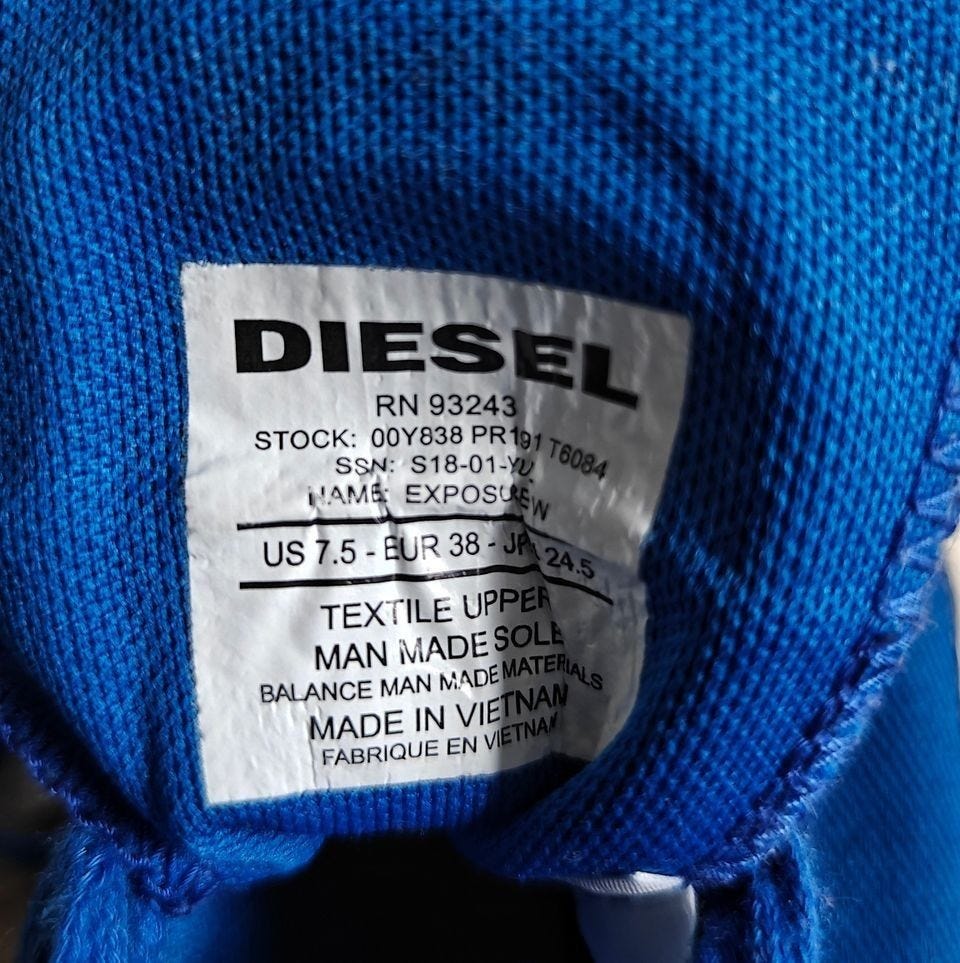 DIESEL
RN 93243
STOCK: 00Y838 PR191 T6084
SSN: S18-01-YU
NAME: EXPOSURE W
US 7.5 - EUR 38 - JPN 24.5
TEXTILE UPPER
MAN MADE SOLE
BALANCE MAN MADE MATERIALS
MADE IN VIETNAM
FABRIQUE EN VIETNAM